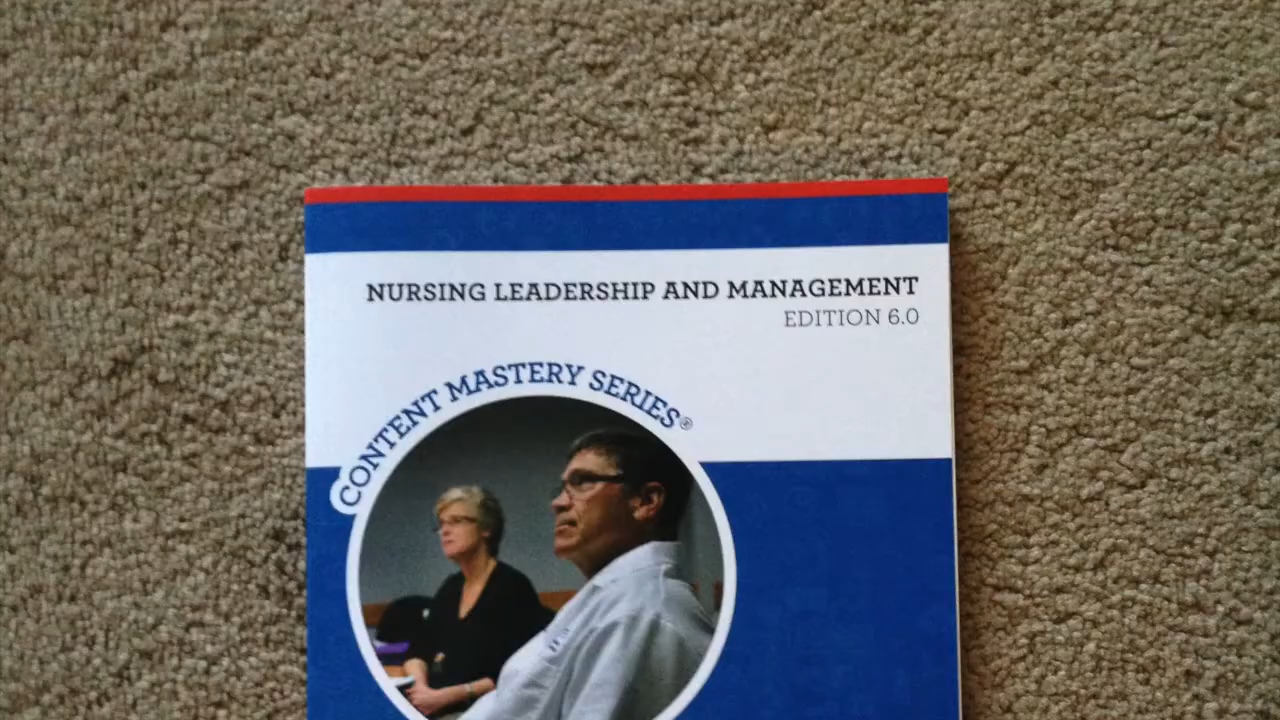 NURSING LEADERSHIP AND MANAGEMENT
EDITION 6.0
CONTENT MASTERY SERIES®